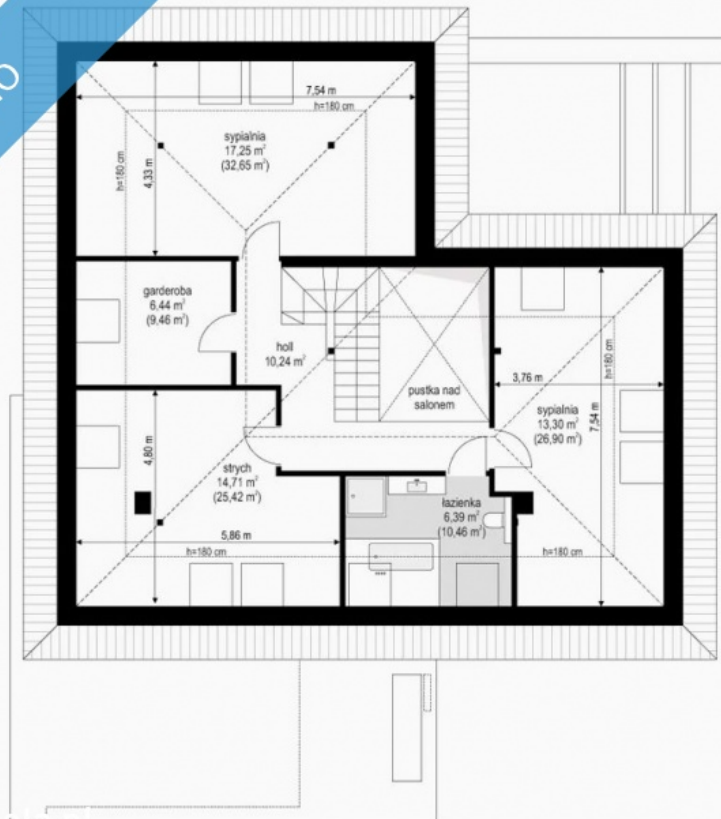 7,54 m
h=180 cm
sypialnia
17,25 m²
(32,65 m²)
h=180 cm
4,33 m
garderoba
6,44 m²
(9,46 m²)
holl
10,24 m²
pustka nad
salonem
3,76 m
h=180 cm
sypialnia
13,30 m²
(26,90 m²)
7,54 m
4,80 m
strych
14,71 m²
(25,42 m²)
łazienka
6,39 m²
(10,46 m²)
5,86 m
h=180 cm
h=180 cm